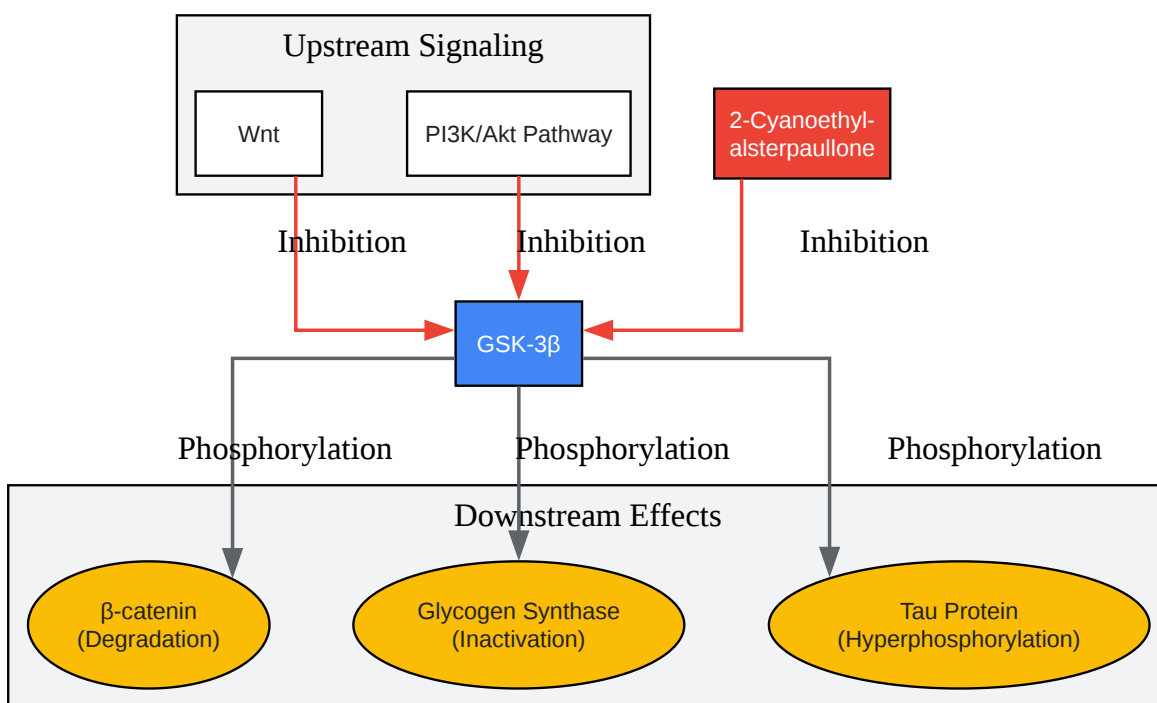 Upstream Signaling
Wnt
PI3K/Akt Pathway
2-Cyanoethyl-
alsterpaullone
Inhibition
Inhibition
Inhibition
GSK-3β
Phosphorylation
Phosphorylation
Phosphorylation
Downstream Effects
β-catenin
(Degradation)
Glycogen Synthase
(Inactivation)
Tau Protein
(Hyperphosphorylation)